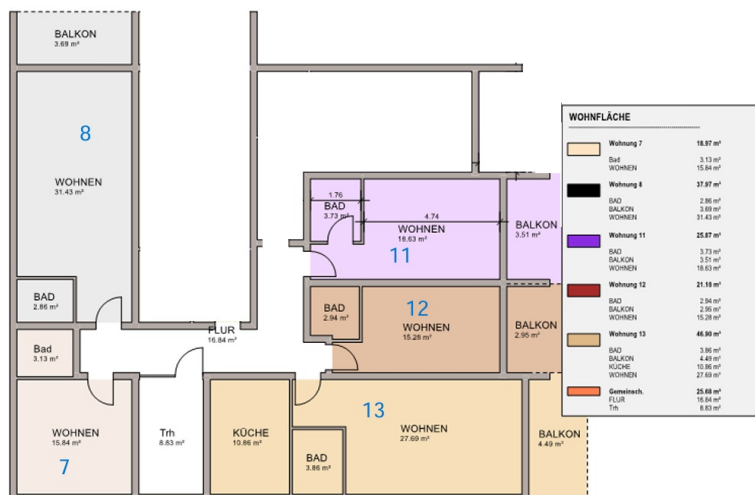 BALKON
3.69 m²
8
WOHNEN
31.43 m²
BAD
2.86 m²
Bad
3.13 m²
FLUR
16.84 m²
WOHNEN
15.84 m²
7
Trh
8.83 m²
KÜCHE
10.86 m²
BAD
3.86 m²
13
WOHNEN
27.69 m²
BALKON
4.49 m²
1.76
BAD
3.73 m²
4.74
WOHNEN
18.63 m²
11
BALKON
3.51 m²
BAD
2.94 m²
12
WOHNEN
15.28 m²
BALKON
2.95 m²
WOHNFLÄCHE
Wohnung 7 18.97 m²
Bad 3.13 m²
WOHNEN 15.84 m²
Wohnung 8 37.97 m²
BAD 2.86 m²
BALKON 3.69 m²
WOHNEN 31.43 m²
Wohnung 11 25.87 m²
BAD 3.73 m²
BALKON 3.51 m²
WOHNEN 18.63 m²
Wohnung 12 21.18 m²
BAD 2.94 m²
BALKON 2.95 m²
WOHNEN 15.28 m²
Wohnung 13 46.90 m²
BAD 3.86 m²
BALKON 4.49 m²
KÜCHE 10.86 m²
WOHNEN 27.69 m²
Gemeinsch. 25.68 m²
FLUR 16.84 m²
Trh 8.83 m²